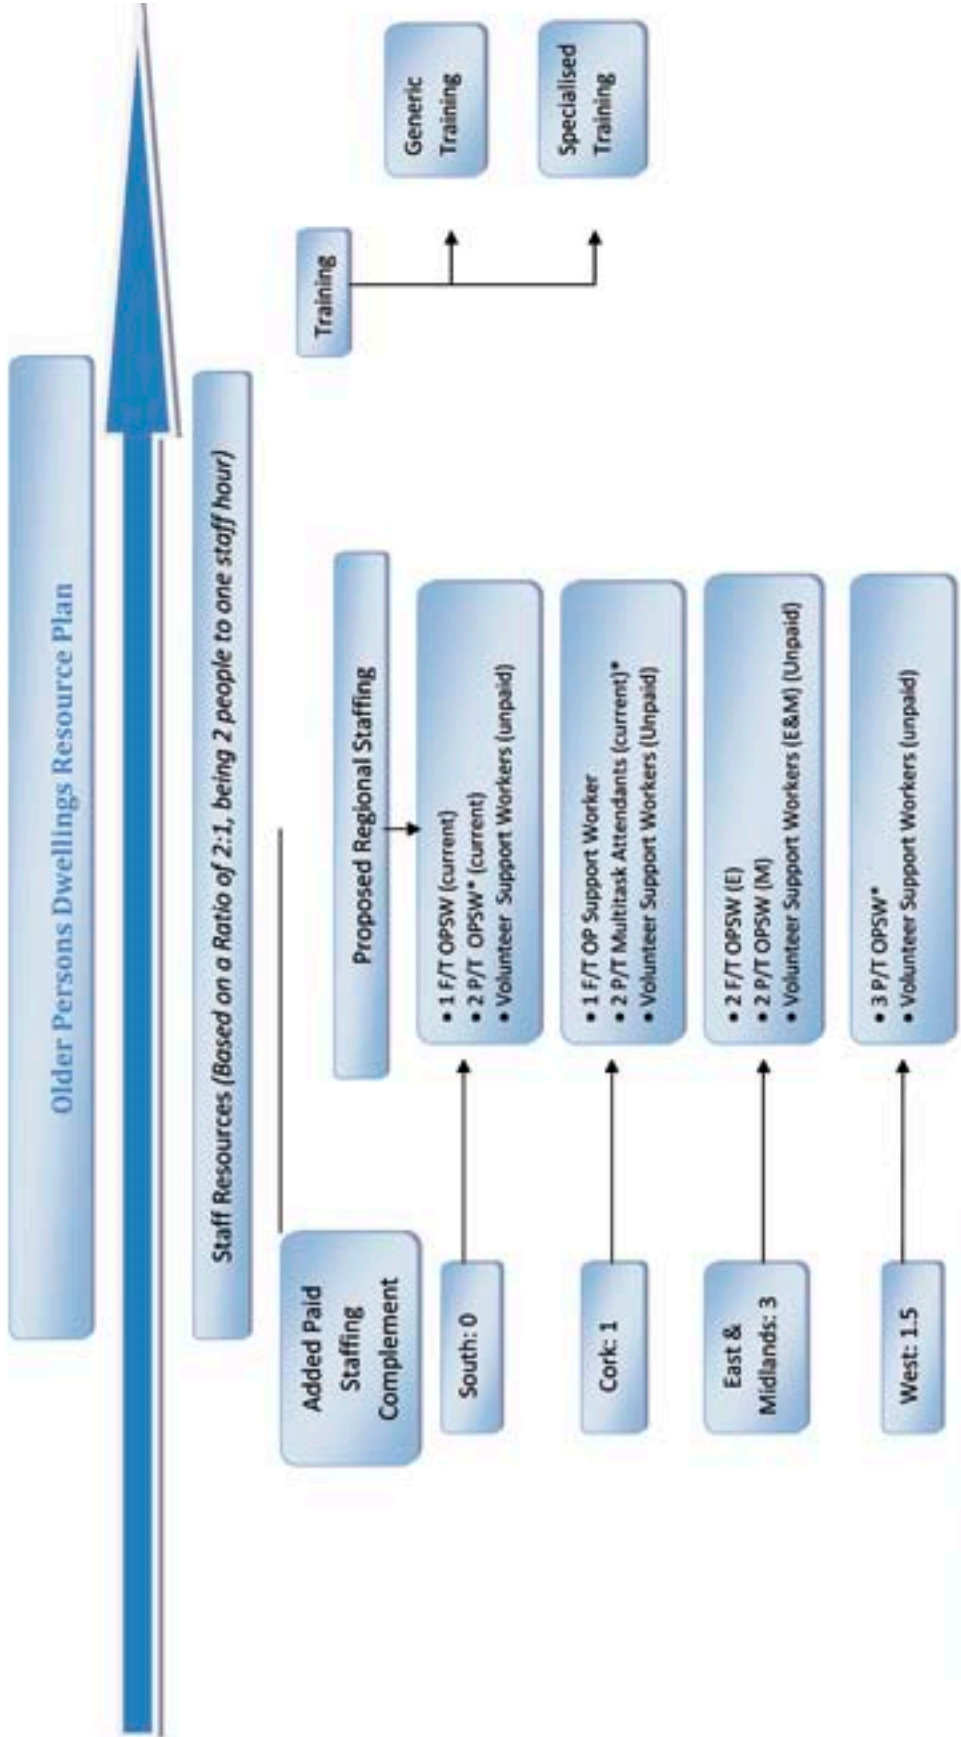 Older Persons Dwellings Resource Plan
Staff Resources (Based on a Ratio of 2:1, being 2 people to one staff hour)
Added Paid
Staffing
Complement
South: 0
Cork: 1
East &
Midlands: 3
West: 1.5
Proposed Regional Staffing
• 1 F/T OPSW (current)
• 2 P/T OPSW* (current)
• Volunteer Support Workers (unpaid)
• 1 F/T OP Support Worker
• 2 P/T Multitask Attendants (current)*
• Volunteer Support Workers (Unpaid)
• 2 F/T OPSW (E)
• 2 P/T OPSW (M)
• Volunteer Support Workers (E&M) (Unpaid)
• 3 P/T OPSW*
• Volunteer Support Workers (unpaid)
Training
Generic
Training
Specialised
Training